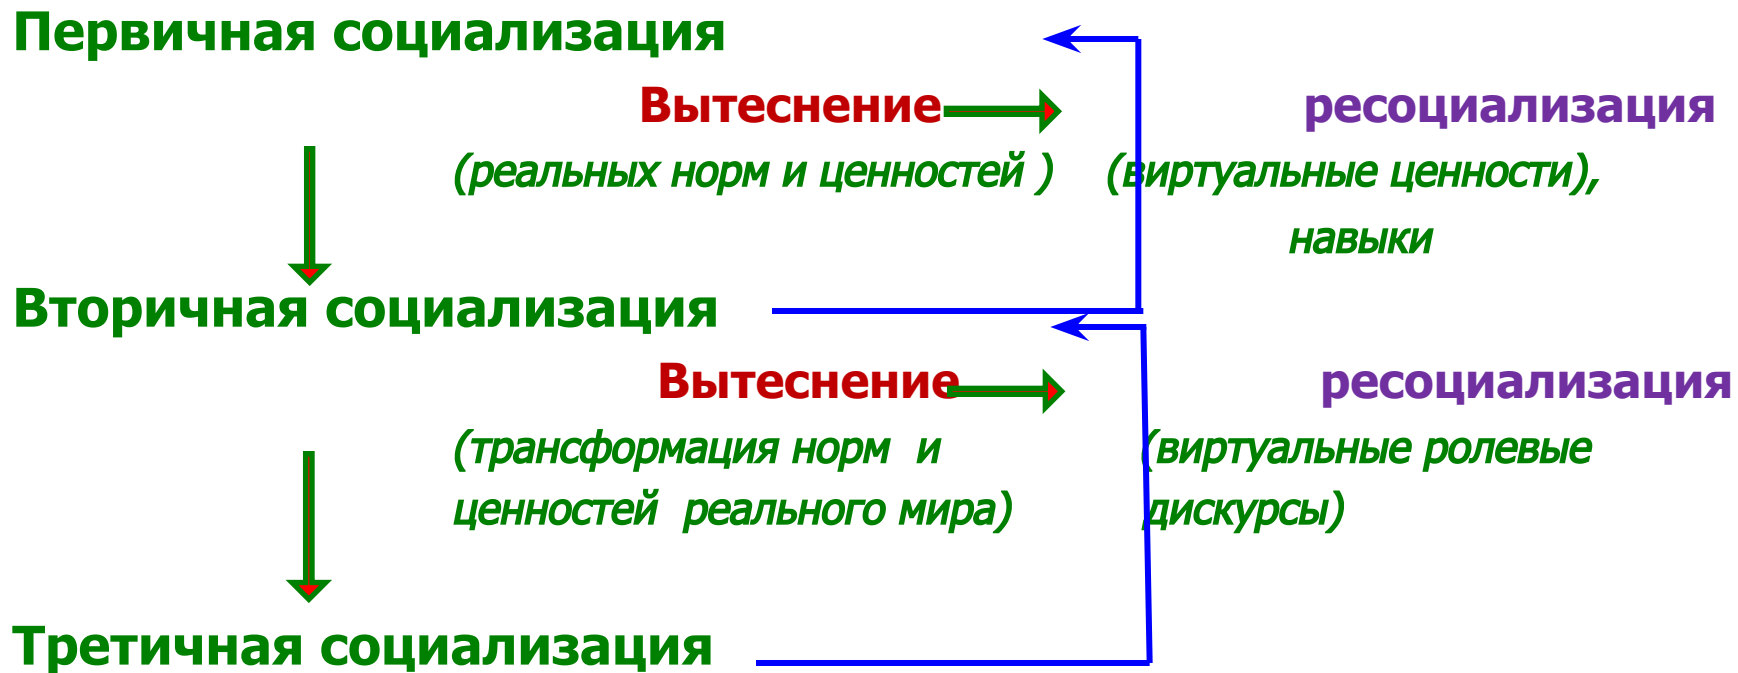 Первичная социализация
Вытеснение ресоциализация
(реальных норм и ценностей ) (виртуальные ценности),
навыки
Вторичная социализация
Вытеснение ресоциализация
(трансформация норм и (виртуальные ролевые
ценностей реального мира) дискурсы)
Третичная социализация